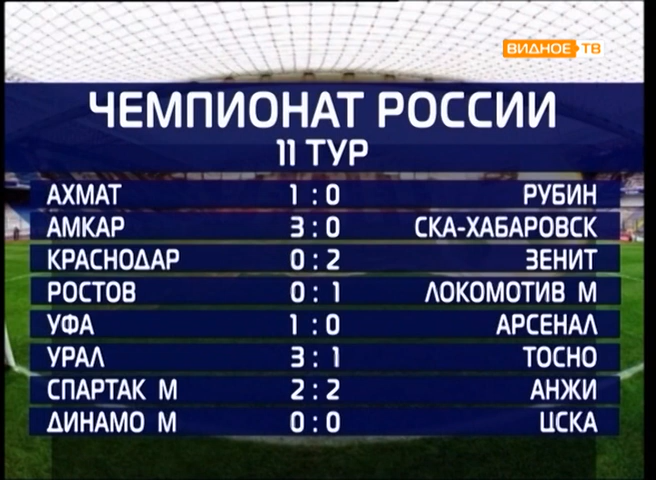 ВИДНОЕ ТВ
ЧЕМПИОНАТ РОССИИ
11 ТУР
АХМАТ 1 : 0 РУБИН
АМКАР 3 : 0 СКА-ХАБАРОВСК
КРАСНОДАР 0 : 2 ЗЕНИТ
РОСТОВ 0 : 1 ЛОКОМОТИВ М
УФА 1 : 0 АРСЕНАЛ
УРАЛ 3 : 1 ТОСНО
СПАРТАК М 2 : 2 АНЖИ
ДИНАМО М 0 : 0 ЦСКА